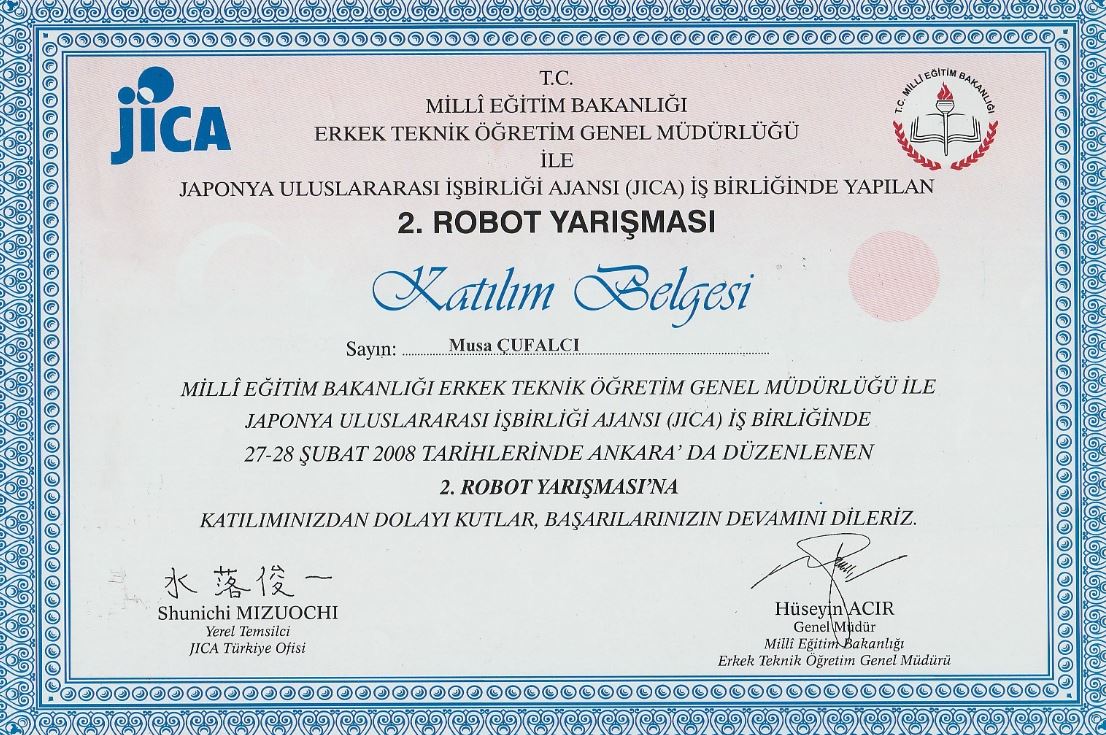 jiCA
T.C. MİLLÎ EĞİTİM BAKANLIĞI
T.C.
MİLLÎ EĞİTİM BAKANLIĞI
ERKEK TEKNİK ÖĞRETİM GENEL MÜDÜRLÜĞÜ
İLE
JAPONYA ULUSLARARASI İŞBİRLİĞİ AJANSI (JICA) İŞ BİRLİĞİNDE YAPILAN
2. ROBOT YARIŞMASI
Katılım Belgesi
Sayın: Musa ÇUFALCI
MİLLÎ EĞİTİM BAKANLIĞI ERKEK TEKNİK ÖĞRETİM GENEL MÜDÜRLÜĞÜ İLE
JAPONYA ULUSLARARASI İŞBİRLİĞİ AJANSI (JICA) İŞ BİRLİĞİNDE
27-28 ŞUBAT 2008 TARİHLERİNDE ANKARA' DA DÜZENLENEN
2. ROBOT YARIŞMASI'NA
KATILIMINIZDAN DOLAYI KUTLAR, BAŞARILARINIZIN DEVAMINI DİLERİZ.
水落俊一
Shunichi MIZUOCHI
Yerel Temsilci
JICA Türkiye Ofisi
Hüseyin ACIR
Genel Müdür
Millî Eğitim Bakanlığı
Erkek Teknik Öğretim Genel Müdürü